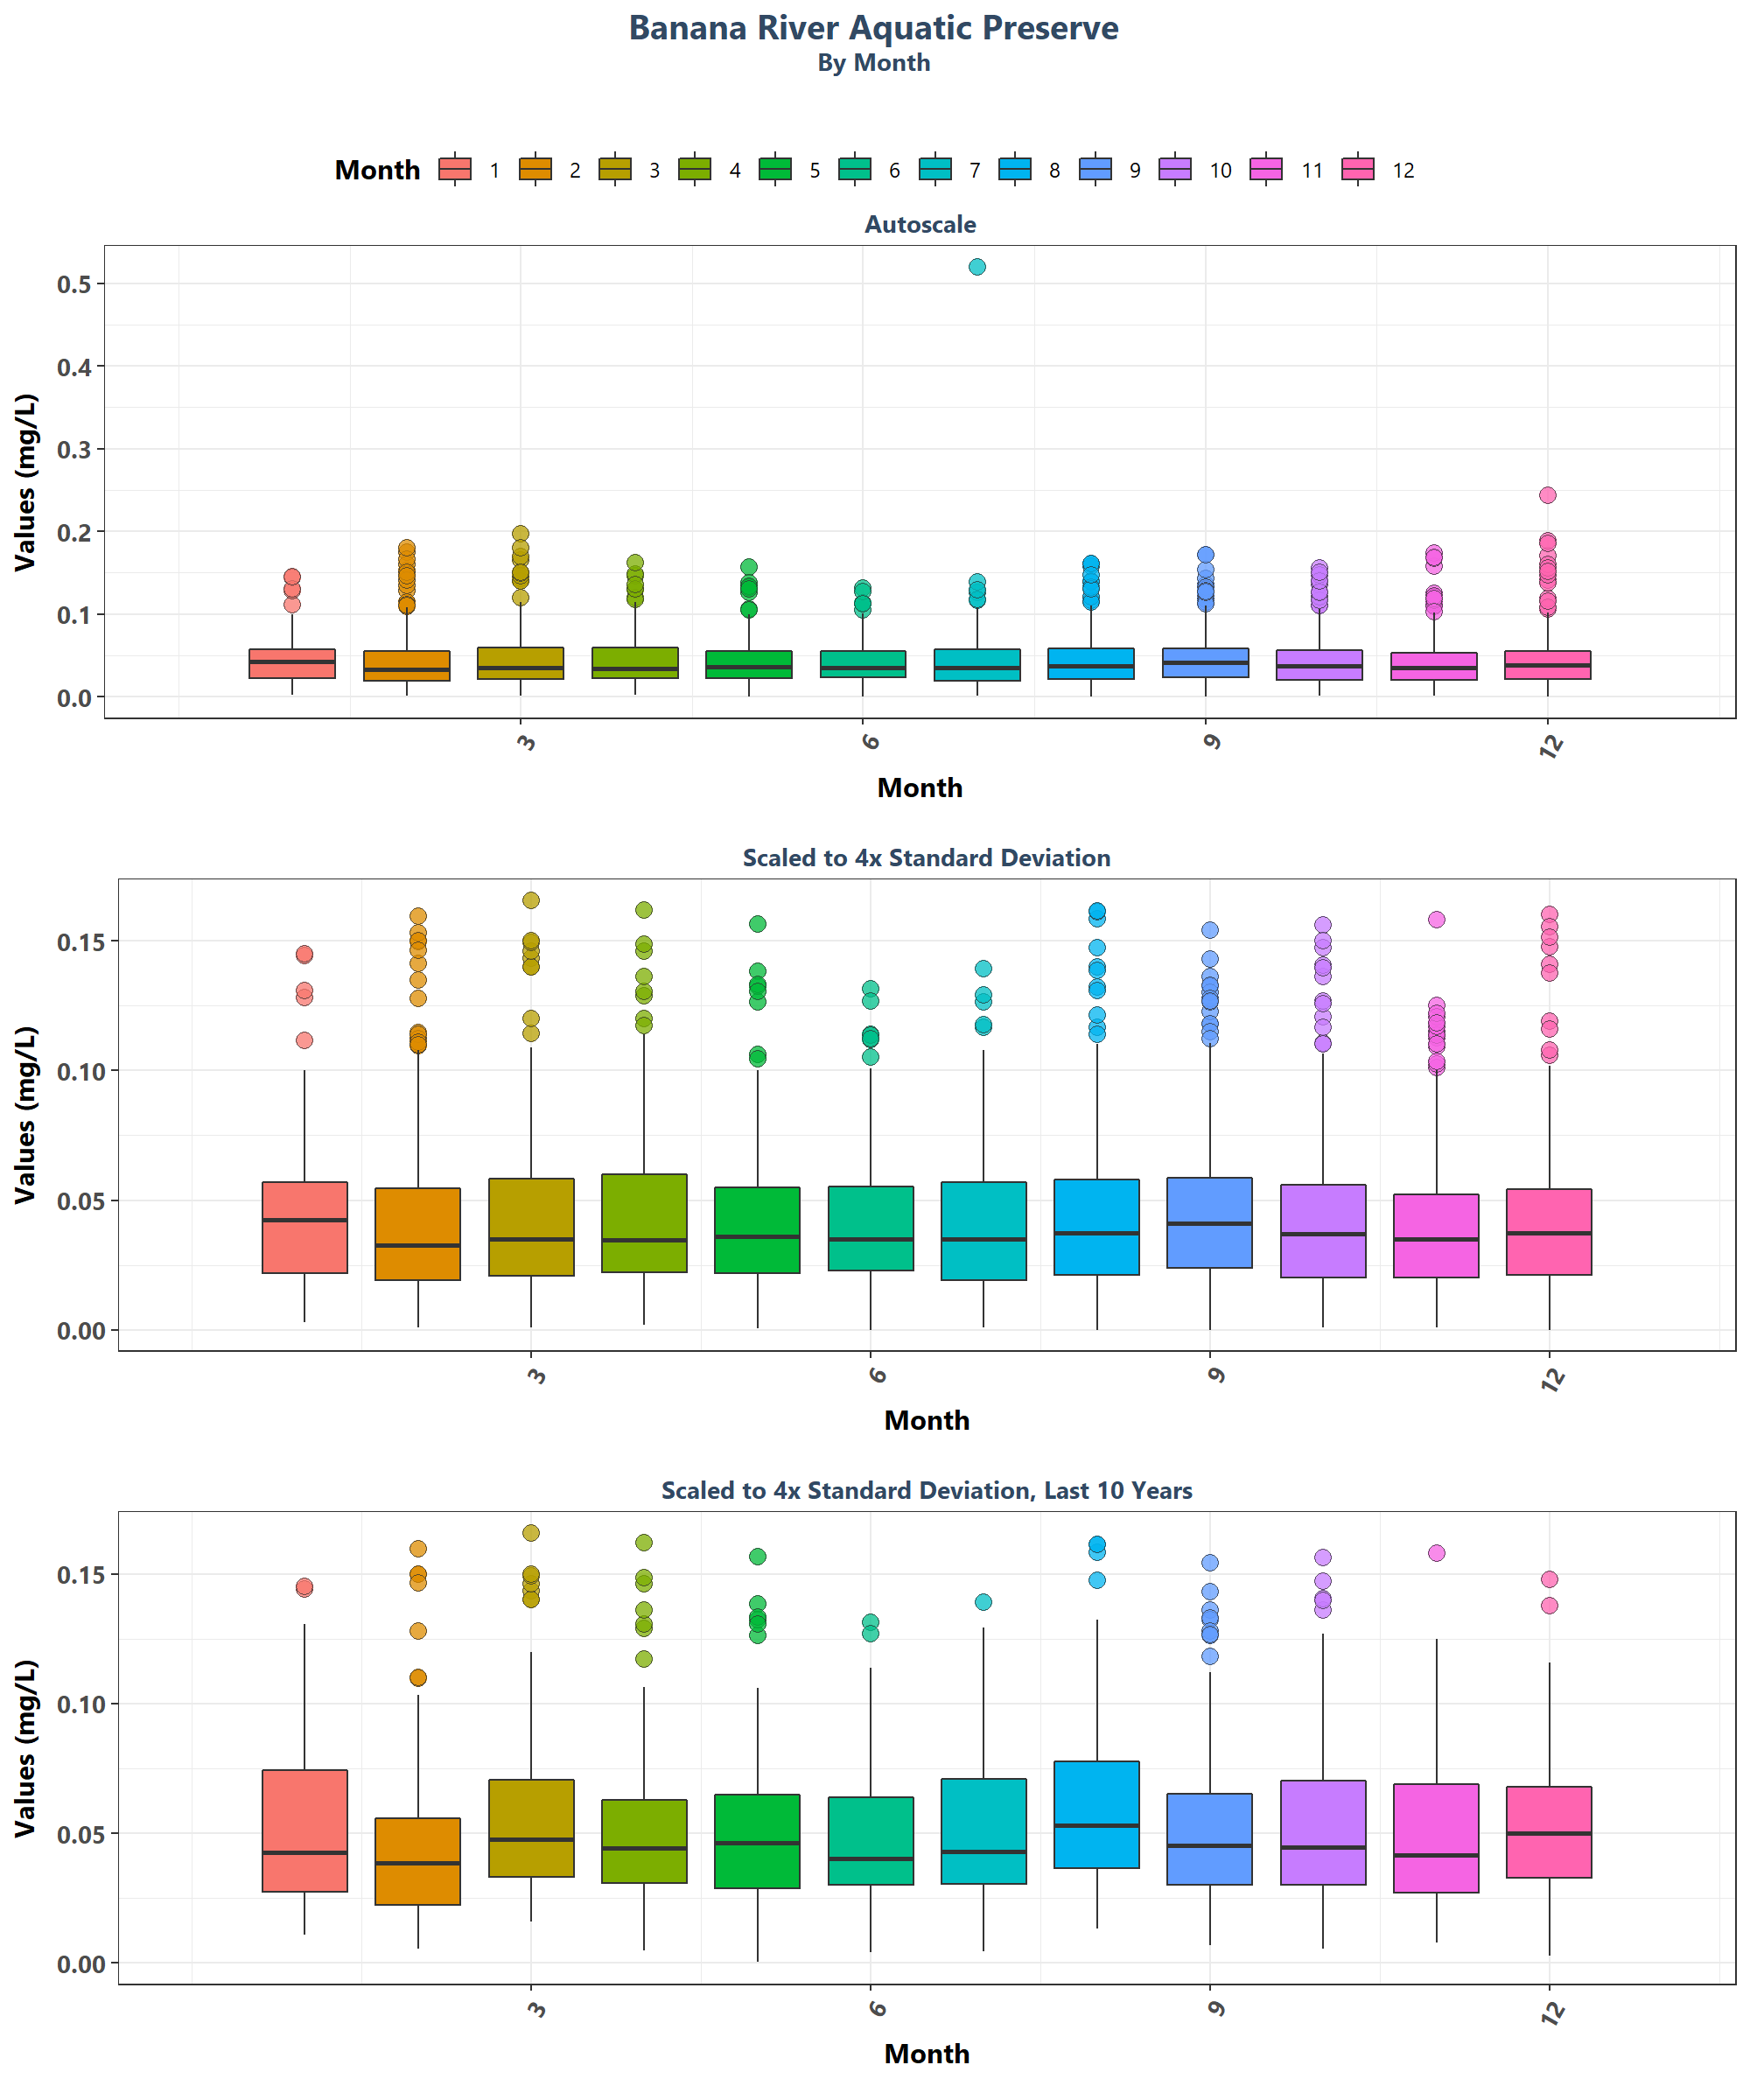 Banana River Aquatic Preserve
By Month
Month 1 2 3 4 5 6 7 8 9 10 11 12
Autoscale
Values (mg/L)
0.5
0.4
0.3
0.2
0.1
0.0
3 6 9 12
Month
Scaled to 4x Standard Deviation
Values (mg/L)
0.15
0.10
0.05
0.00
3 6 9 12
Month
Scaled to 4x Standard Deviation, Last 10 Years
Values (mg/L)
0.15
0.10
0.05
0.00
3 6 9 12
Month